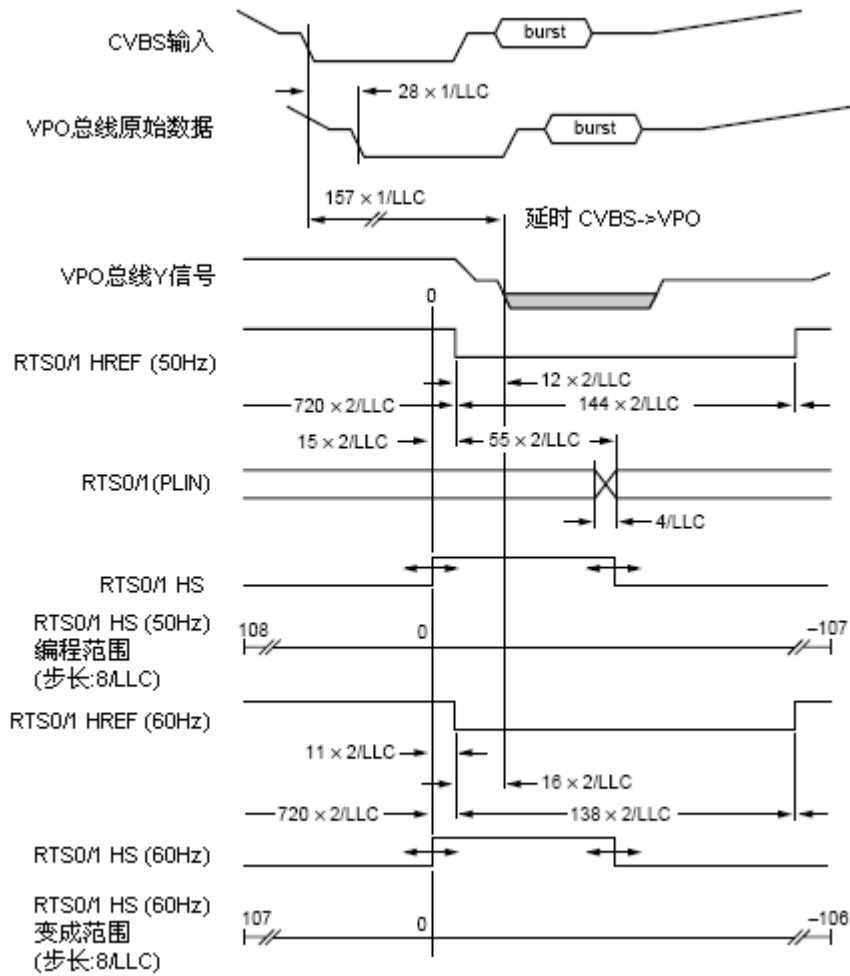 CVBS输入
burst
28 × 1/LLC
VPO总线原始数据
burst
157 × 1/LLC
延时 CVBS->VPO
VPO总线Y信号
0
RTS0/1 HREF (50Hz)
12 × 2/LLC
720 × 2/LLC
144 × 2/LLC
15 × 2/LLC
55 × 2/LLC
RTS0/1(PLIN)
4/LLC
RTS0/1 HS
RTS0/1 HS (50Hz)
编程范围
(步长:8/LLC)
108
0
–107
RTS0/1 HREF (60Hz)
11 × 2/LLC
16 × 2/LLC
720 × 2/LLC
138 × 2/LLC
RTS0/1 HS (60Hz)
RTS0/1 HS (60Hz)
变成范围
(步长:8/LLC)
107
0
–106